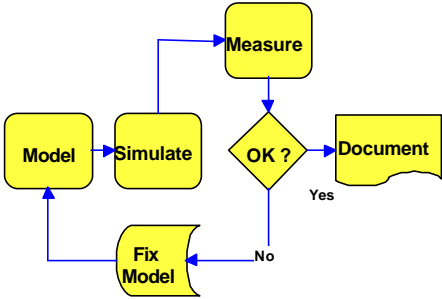 Measure
Model
Simulate
OK ?
Document
Yes
No
Fix
Model